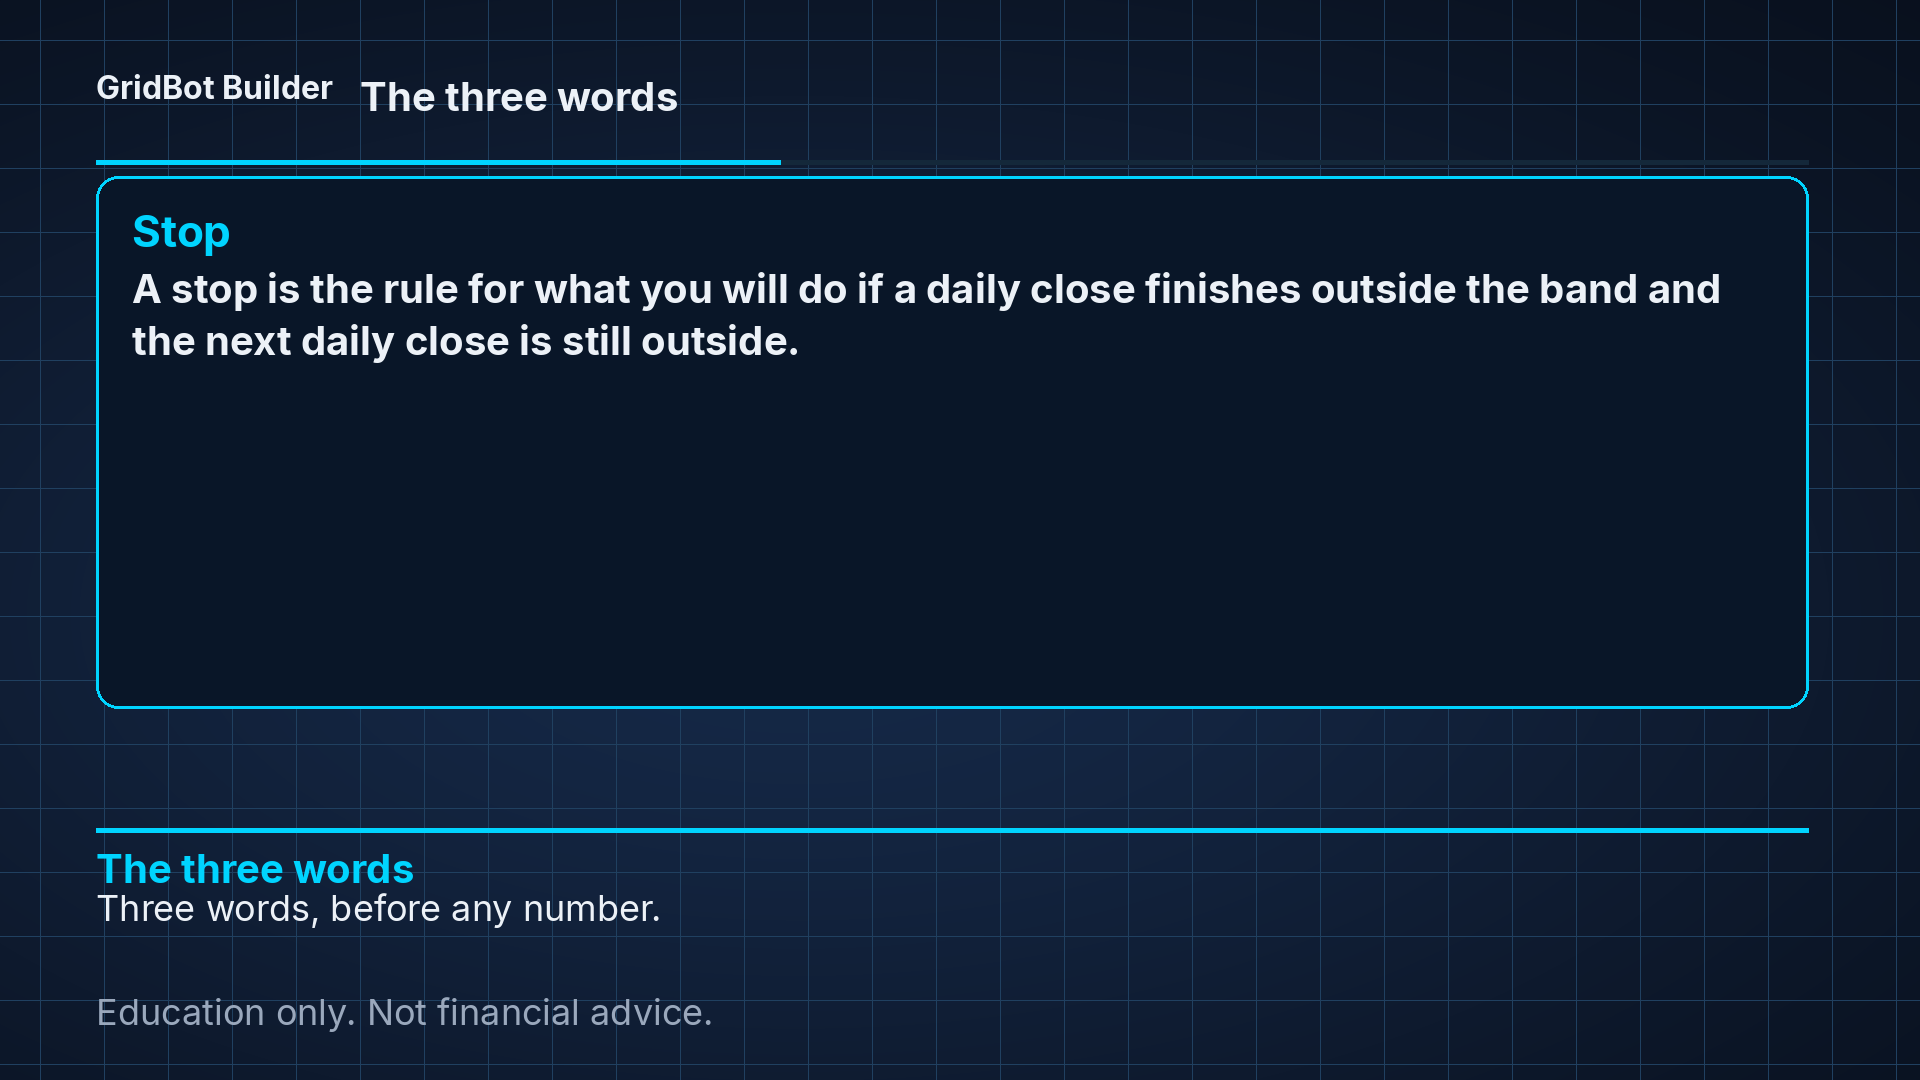 GridBot Builder
The three words
Stop
A stop is the rule for what you will do if a daily close finishes outside the band and
the next daily close is still outside.
The three words
Three words, before any number.
Education only. Not financial advice.